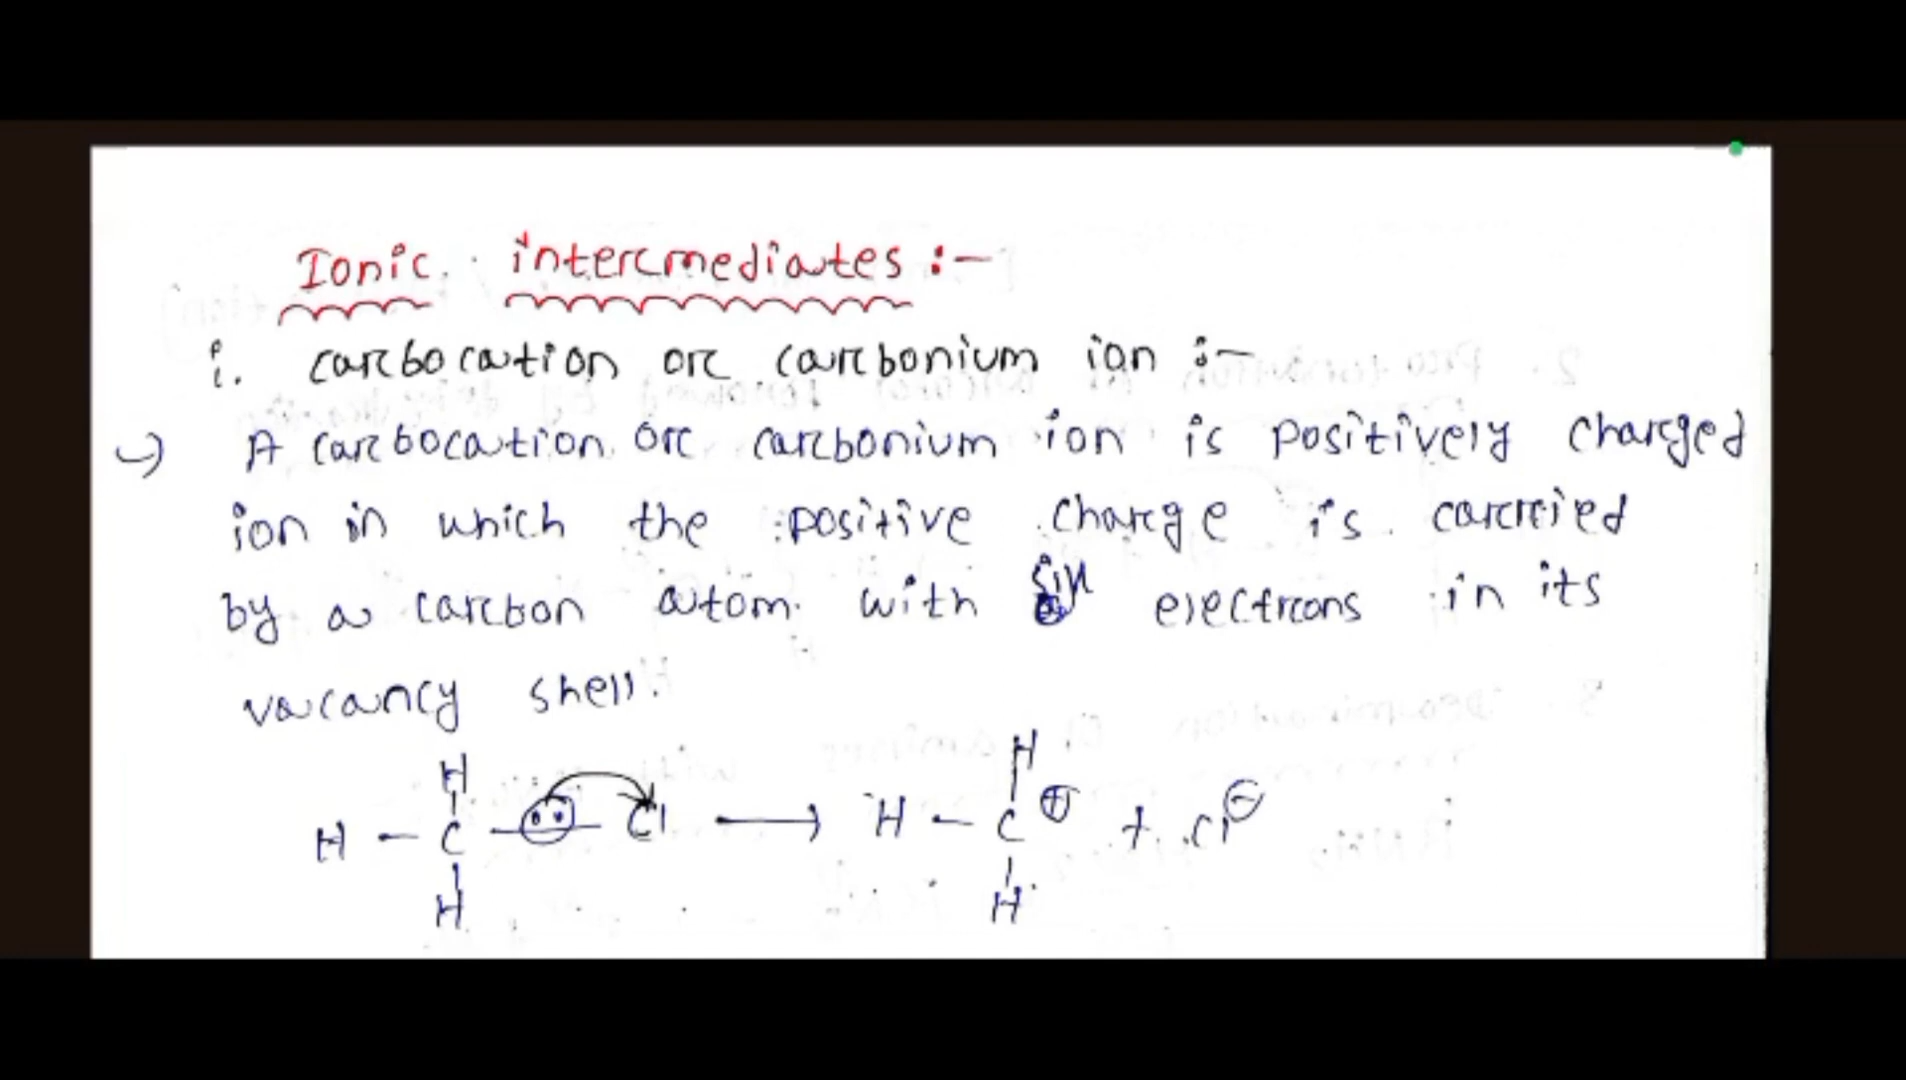 Ionic intermediates :-
i. carbocation or carbonium ion :-
→ A carbocation or carbonium ion is positively charged
ion in which the positive charge is carried
by a carbon atom with six electrons in its
vacancy shell.
H H
H - C - Cl ⟶ H - C ⊕ + Cl ⊖
H H